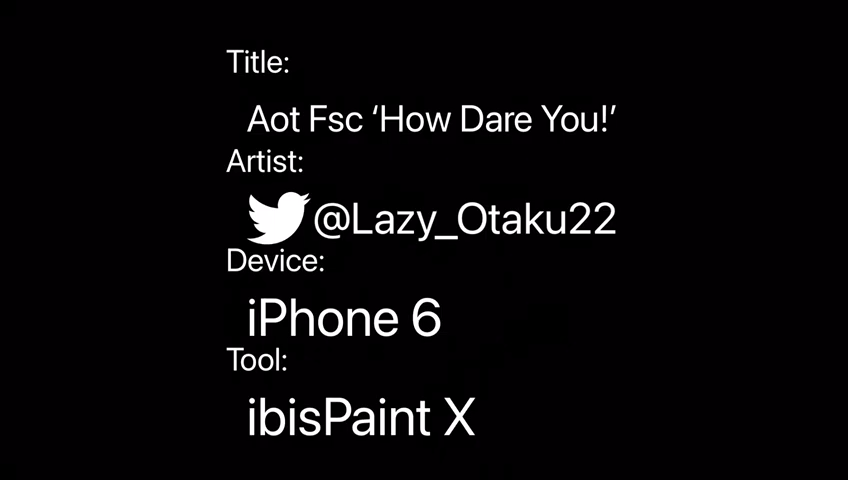 Title:
Aot Fsc ‘How Dare You!’
Artist:
@Lazy_Otaku22
Device:
iPhone 6
Tool:
ibisPaint X